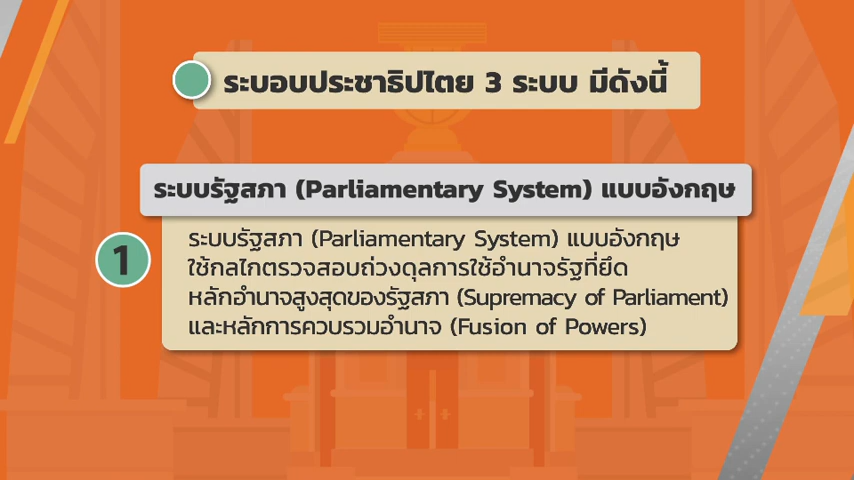 ระบอบประชาธิปไตย 3 ระบบ มีดังนี้
ระบบรัฐสภา (Parliamentary System) แบบอังกฤษ
1
ระบบรัฐสภา (Parliamentary System) แบบอังกฤษ
ใช้กลไกตรวจสอบถ่วงดุลการใช้อำนาจรัฐที่ยึด
หลักอำนาจสูงสุดของรัฐสภา (Supremacy of Parliament)
และหลักการควบรวมอำนาจ (Fusion of Powers)